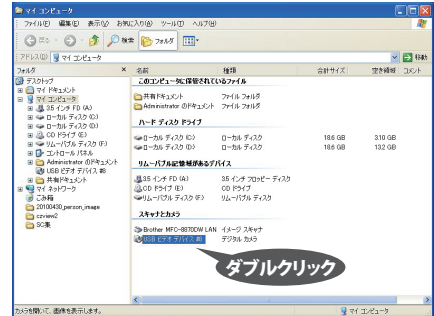 マイ コンピュータ
ファイル(F) 編集(E) 表示(V) お気に入り(A) ツール(T) ヘルプ(H)
戻る 検索 フォルダ
アドレス(D) マイ コンピュータ 移動
フォルダ × 名前 種類 合計サイズ 空き領域 コメント
デスクトップ
マイ ドキュメント
マイ コンピュータ
3.5 インチ FD (A)
ローカル ディスク (C)
ローカル ディスク (D)
CD ドライブ (E)
リムーバブル ディスク (F)
コントロール パネル
Administrator のドキュメント
USB ビデオ デバイス #3
共有ドキュメント
マイ ネットワーク
ごみ箱
20100430_person_image
czview2
SC集
このコンピュータに保管されているファイル
共有ドキュメント ファイル フォルダ
Administrator のドキュメント ファイル フォルダ
ハード ディスク ドライブ
ローカル ディスク (C) ローカル ディスク 18.6 GB 3.10 GB
ローカル ディスク (D) ローカル ディスク 18.6 GB 13.2 GB
リムーバブル記憶域があるデバイス
3.5 インチ FD (A) 3.5 インチ フロッピー ディスク
CD ドライブ (E) CD ドライブ
リムーバブル ディスク (F) リムーバブル ディスク
スキャナとカメラ
Brother MFC-8870DW LAN イメージ スキャナ
USB ビデオ デバイス #3 デジタル カメラ
ダブルクリック
カメラを開いて、画像を表示します。 マイ コンピュータ